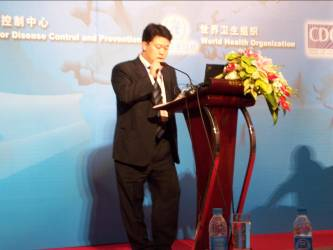 控制中心
or Disease Control and Prevention
世界卫生组织
World Health Organization
CDC